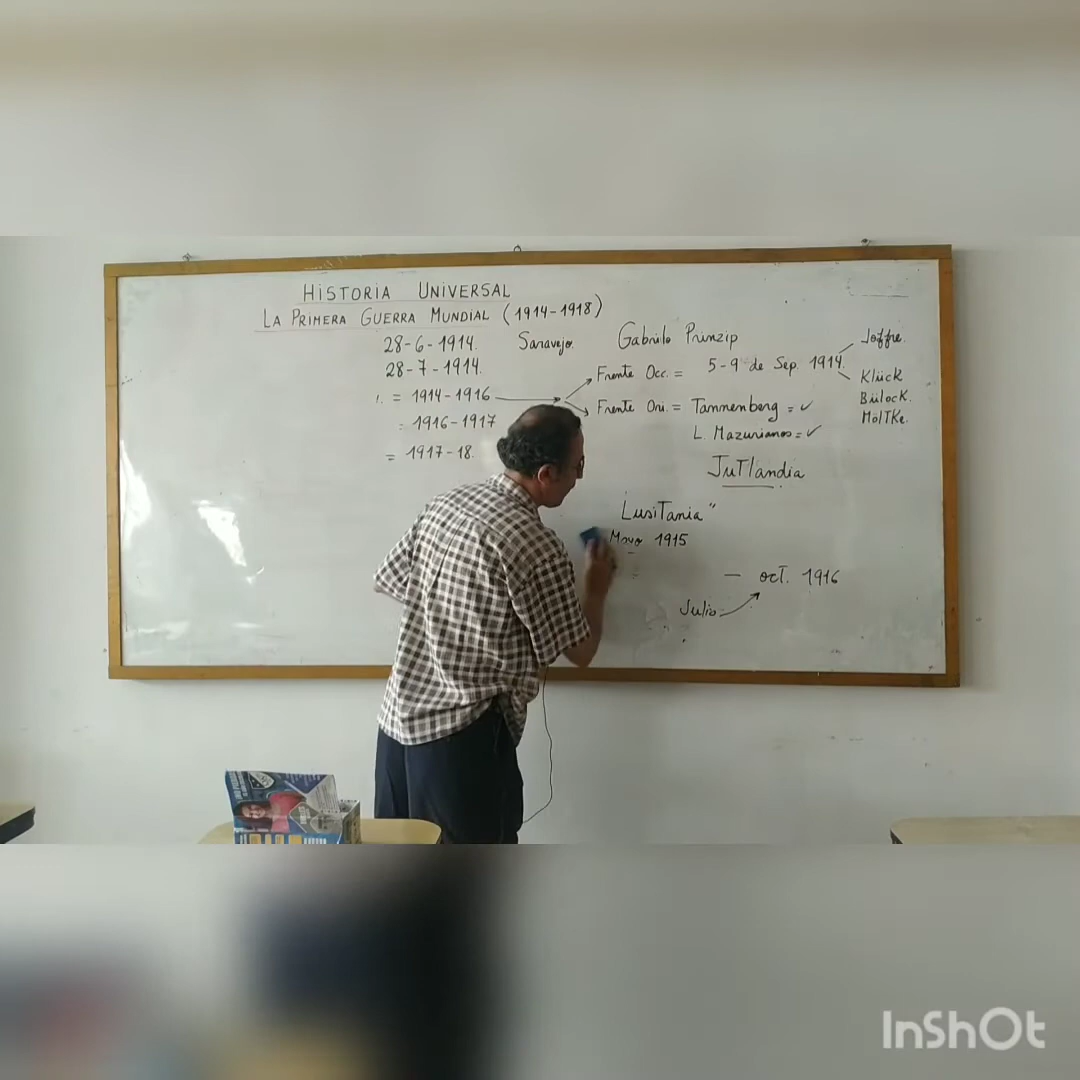 HISTORIA UNIVERSAL
LA PRIMERA GUERRA MUNDIAL (1914-1918)
28-6-1914. Saravejo. Gabrilo Prinzip
28-7-1914.
Frente Occ. = 5-9 de Sep. 1914.
Joffre.
Klück
Bülock.
MolTKe.
1. = 1914-1916
Frente Ori. = Tannenberg = ✓
L. Mazurianos = ✓
= 1916-1917
= 1917-18.
JuTlandia
LusiTania"
Mayo 1915
— ocT. 1916
Julio
InShOt